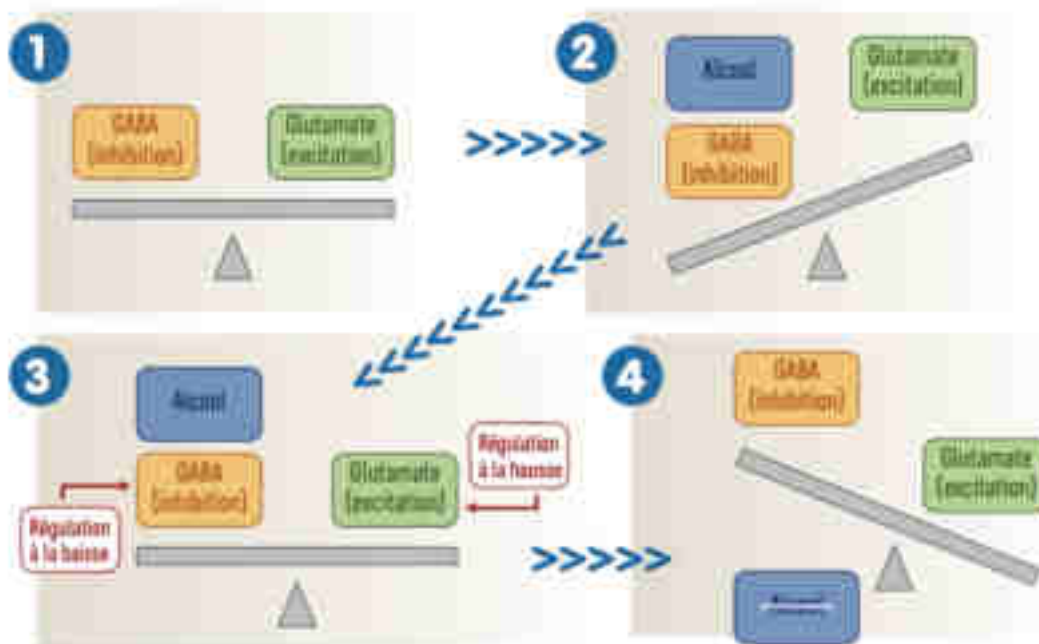 1
GABA
(inhibition)
Glutamate
(excitation)
2
Alcool
Glutamate
(excitation)
GABA
(inhibition)
3
Alcool
GABA
(inhibition)
Glutamate
(excitation)
Régulation
à la hausse
Régulation
à la baisse
4
GABA
(inhibition)
Glutamate
(excitation)